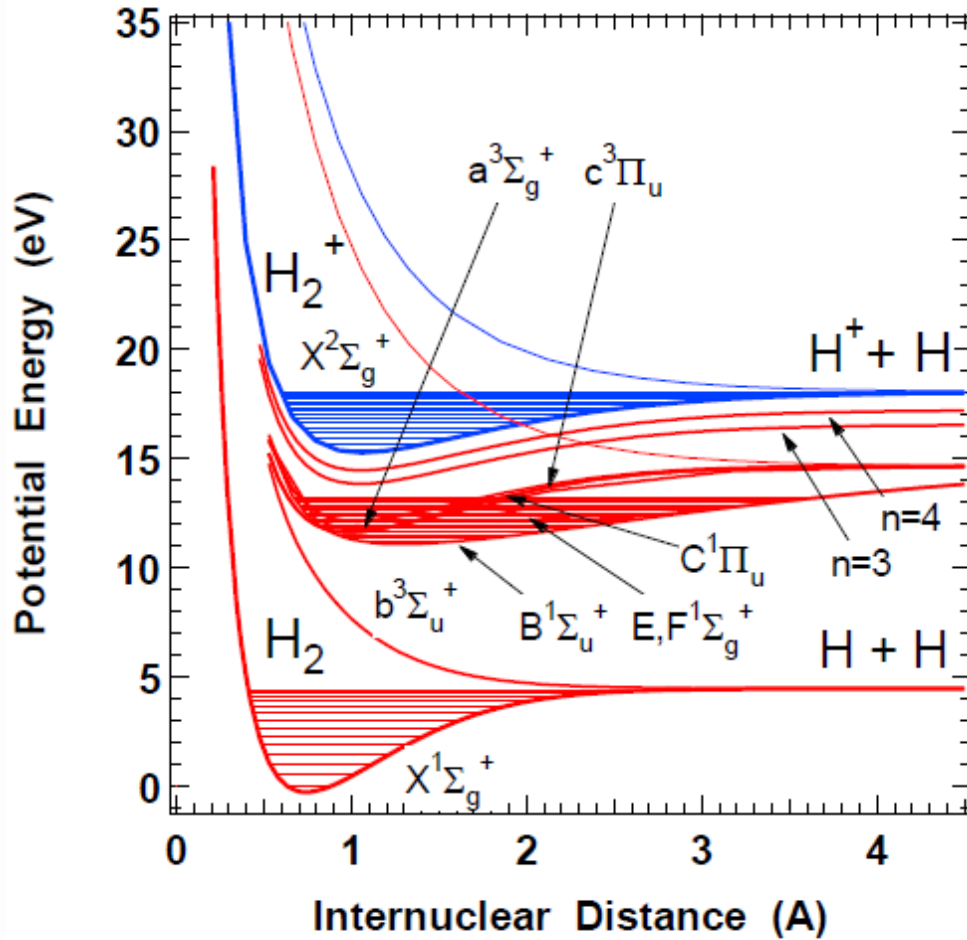 35
30
25
20
15
10
5
0
0 1 2 3 4
Potential Energy (eV)
Internuclear Distance (A)
a³Σg⁺ c³Πu
H₂⁺
X²Σg⁺
H⁺ + H
n=4
n=3
C¹Πu
b³Σu⁺
B¹Σu⁺ E,F¹Σg⁺
H₂
H + H
X¹Σg⁺